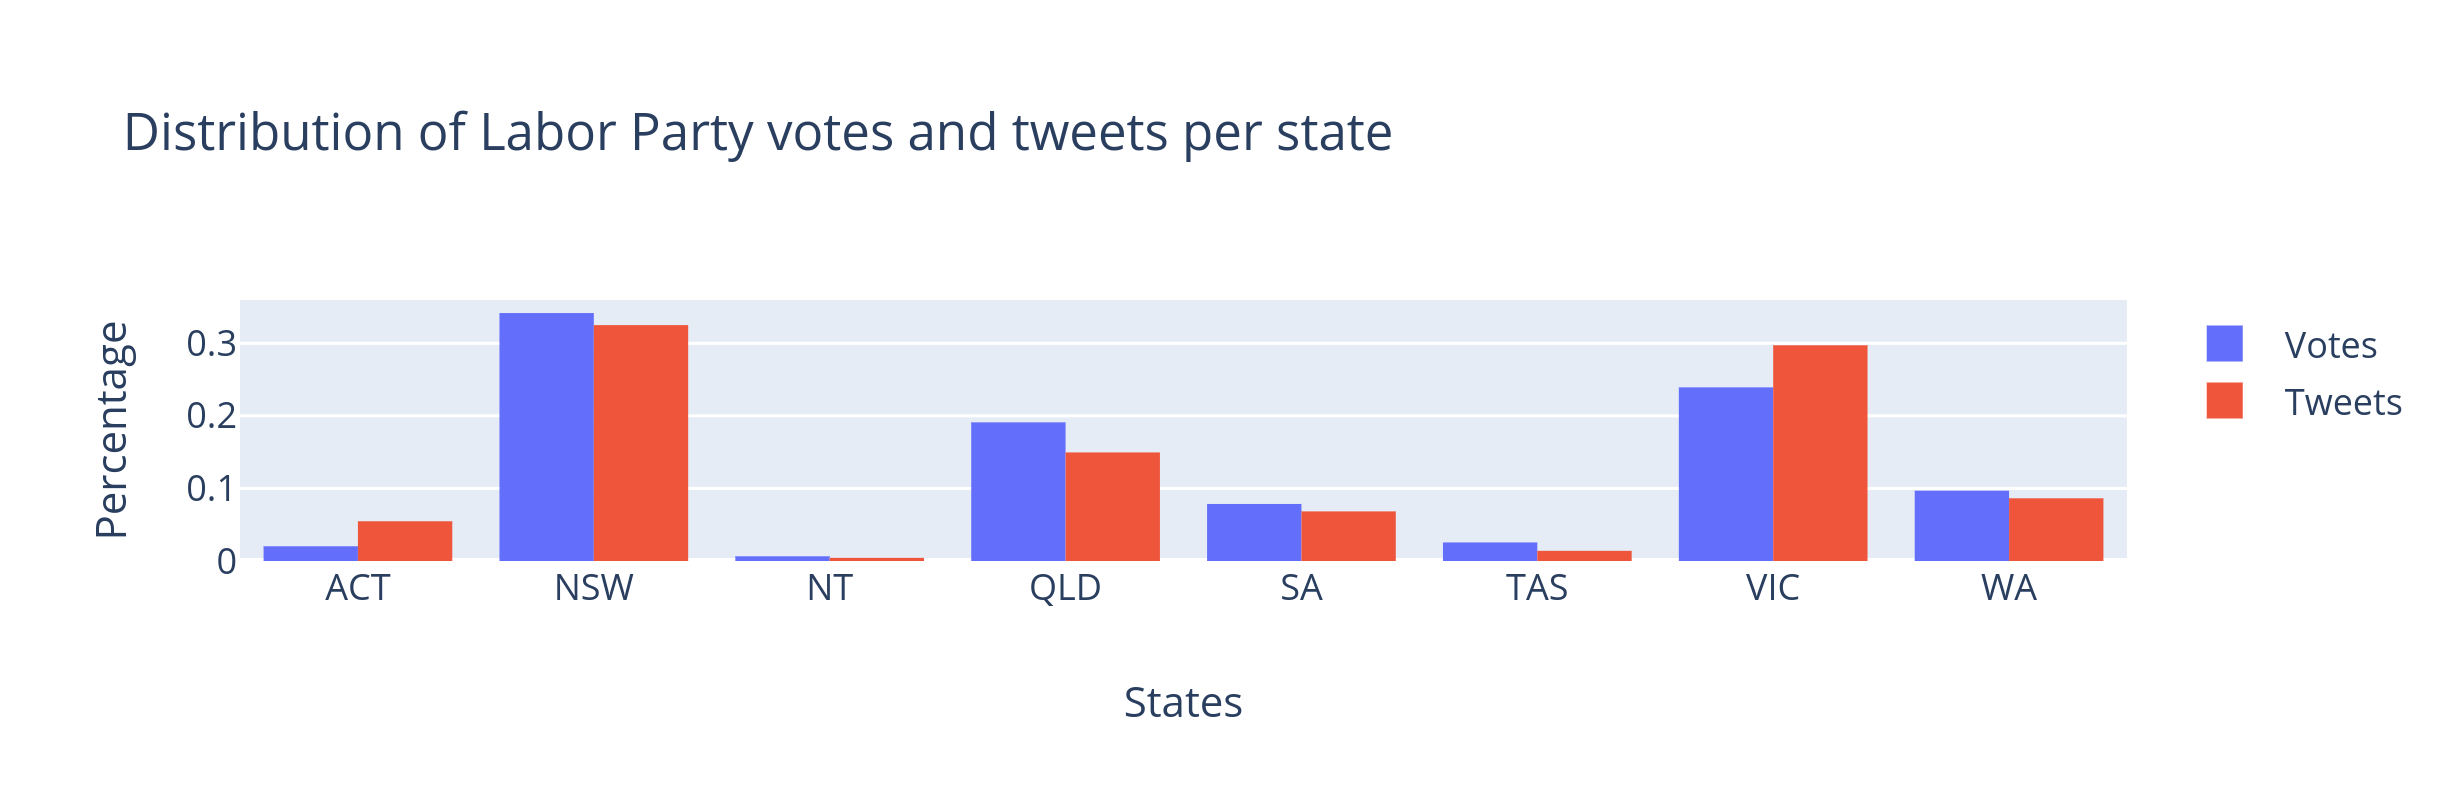 Distribution of Labor Party votes and tweets per state
Percentage
0.3
0.2
0.1
0
ACT NSW NT QLD SA TAS VIC WA
States
Votes
Tweets